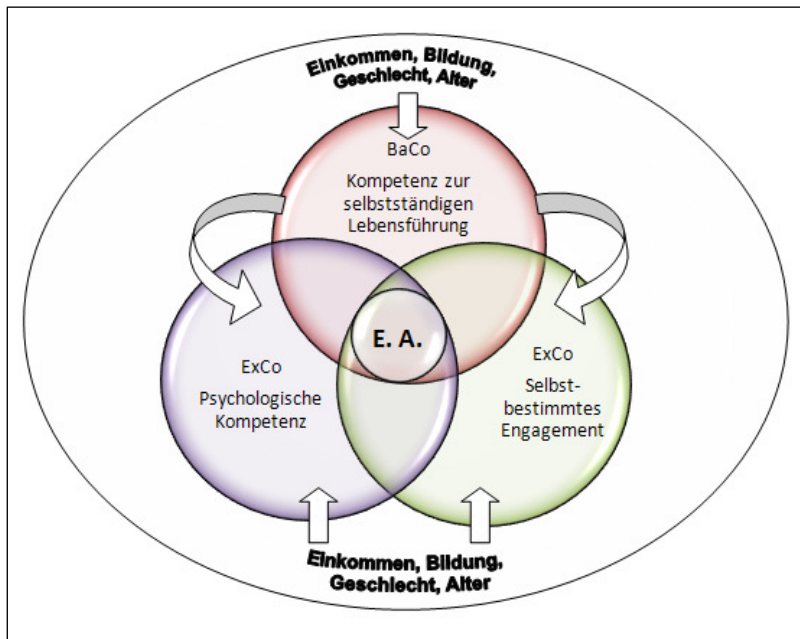 Einkommen, Bildung,
Geschlecht, Alter
BaCo
Kompetenz zur
selbstständigen
Lebensführung
E. A.
ExCo
Psychologische
Kompetenz
ExCo
Selbst-
bestimmtes
Engagement
Einkommen, Bildung,
Geschlecht, Alter